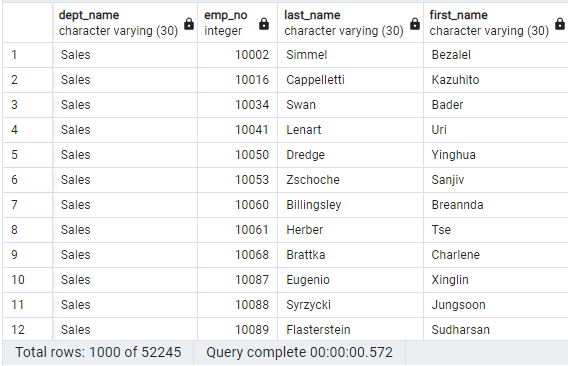 dept_name emp_no last_name first_name
character varying (30) integer character varying (30) character varying (30)
1 Sales 10002 Simmel Bezalel
2 Sales 10016 Cappelletti Kazuhito
3 Sales 10034 Swan Bader
4 Sales 10041 Lenart Uri
5 Sales 10050 Dredge Yinghua
6 Sales 10053 Zschoche Sanjiv
7 Sales 10060 Billingsley Breannda
8 Sales 10061 Herber Tse
9 Sales 10068 Brattka Charlene
10 Sales 10087 Eugenio Xinglin
11 Sales 10088 Syrzycki Jungsoon
12 Sales 10089 Flasterstein Sudharsan
Total rows: 1000 of 52245 Query complete 00:00:00.572